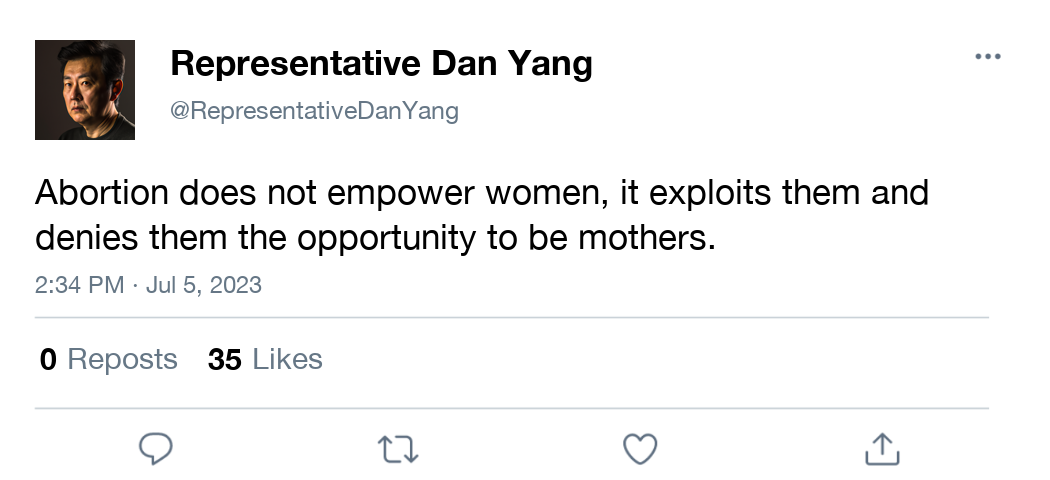 Representative Dan Yang
@RepresentativeDanYang
Abortion does not empower women, it exploits them and
denies them the opportunity to be mothers.
2:34 PM · Jul 5, 2023
0 Reposts 35 Likes